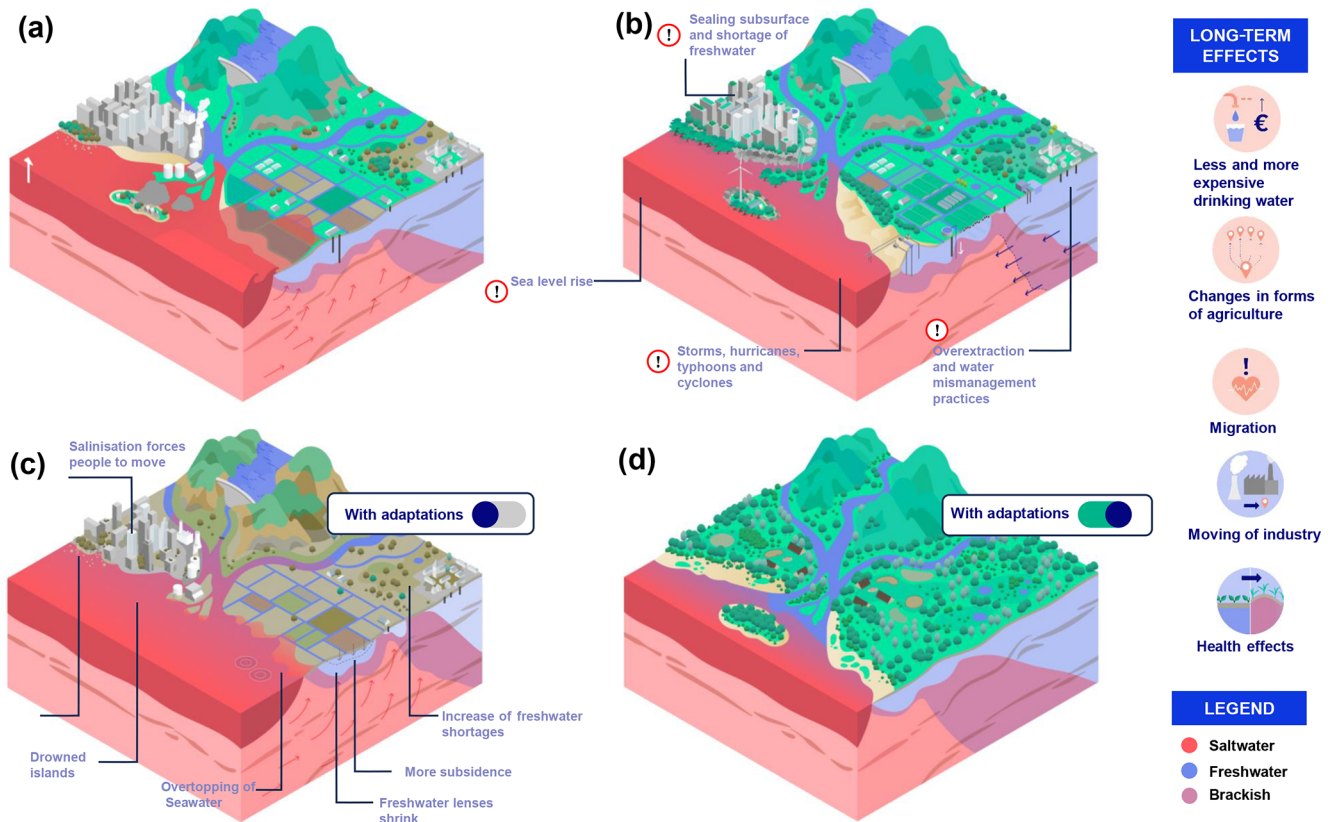 (a)
(b)
Sealing subsurface
and shortage of
freshwater
!
Sea level rise
!
Storms, hurricanes,
typhoons and
cyclones
!
Overextraction
and water
mismanagement
practices
!
LONG-TERM
EFFECTS
€
Less and more
expensive
drinking water
Changes in forms
of agriculture
!
Migration
Moving of industry
Health effects
(c)
Salinisation forces
people to move
With adaptations
Drowned
islands
Overtopping of
Seawater
Freshwater lenses
shrink
More subsidence
Increase of freshwater
shortages
(d)
With adaptations
LEGEND
Saltwater
Freshwater
Brackish